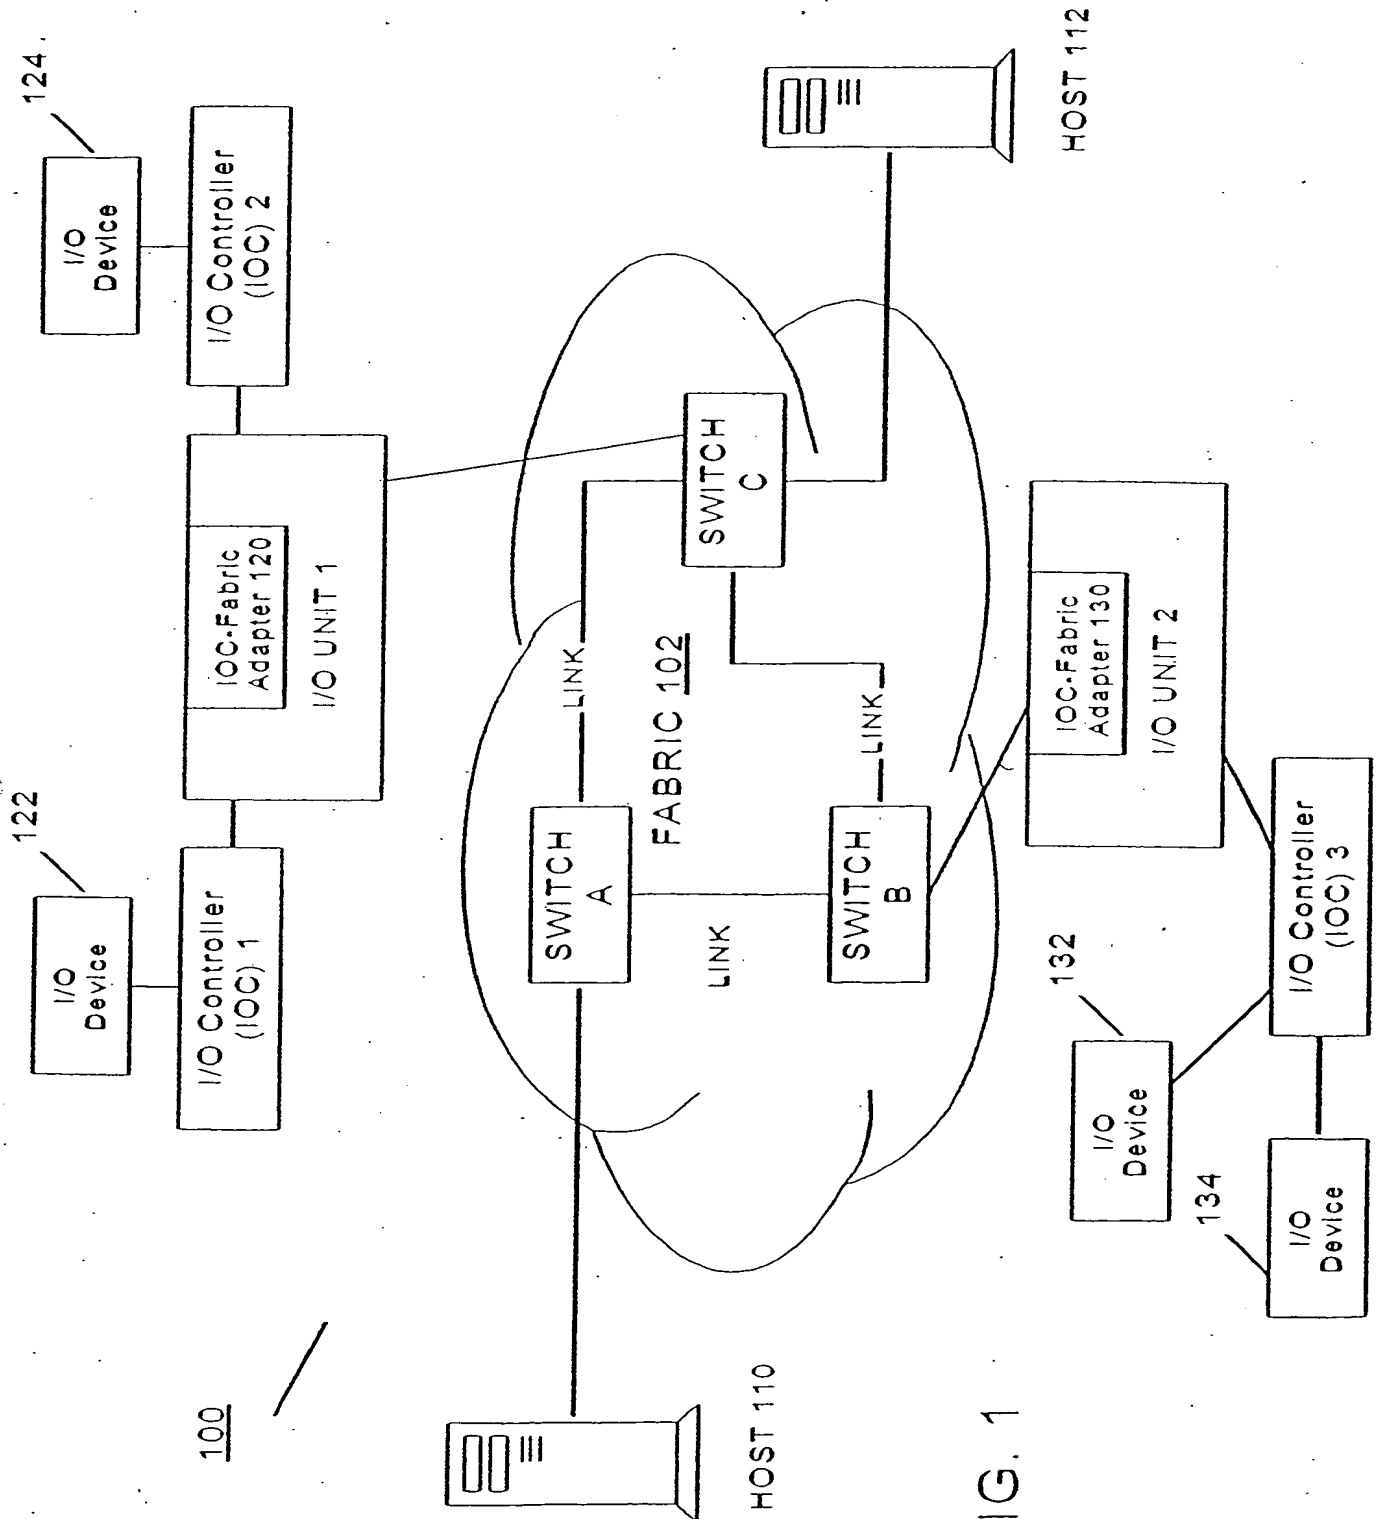 124
I/O
Device
I/O Controller
(IOC) 2
122
I/O
Device
I/O Controller
(IOC) 1
IOC-Fabric
Adapter 120
I/O UNIT 1
100
HOST 110
HOST 112
SWITCH
A
SWITCH
B
SWITCH
C
LINK
LINK
LINK
FABRIC 102
IOC-Fabric
Adapter 130
I/O UNIT 2
I/O Controller
(IOC) 3
132
I/O
Device
134
I/O
Device
IG. 1